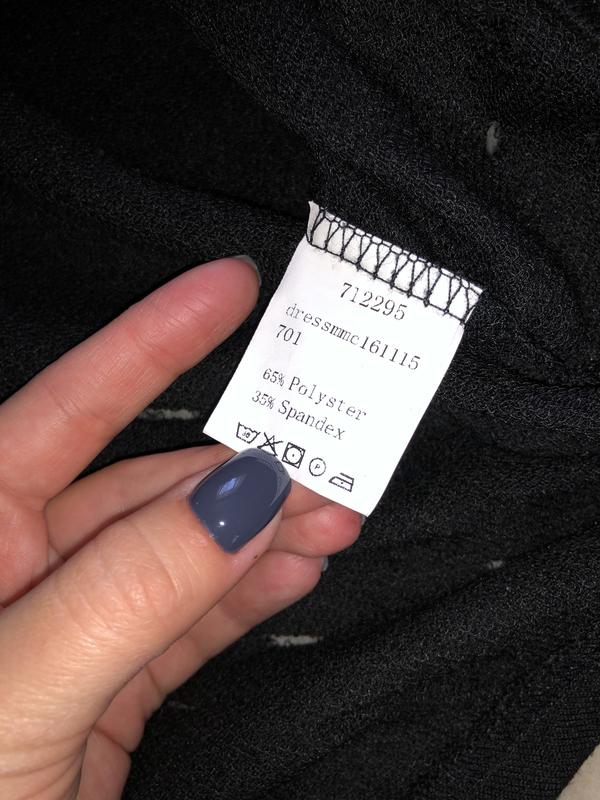 712295
dressmmc161115
701
65% Polyster
35% Spandex
P